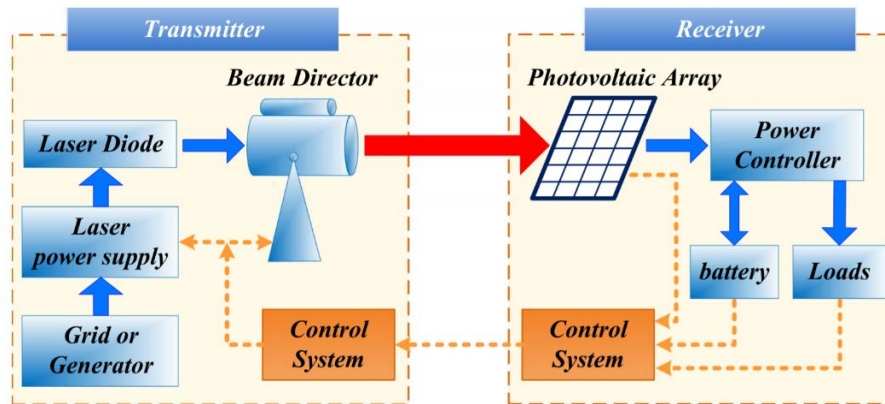 Transmitter
Receiver
Beam Director
Photovoltaic Array
Laser Diode
Power
Controller
Laser
power supply
battery
Loads
Grid or
Generator
Control
System
Control
System